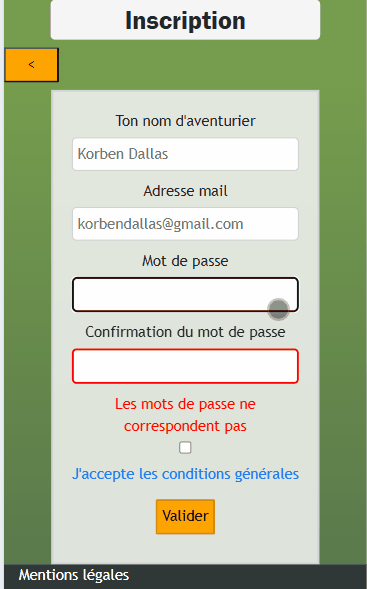 Inscription
<
Ton nom d'aventurier
Korben Dallas
Adresse mail
korbendallas@gmail.com
Mot de passe
Confirmation du mot de passe
Les mots de passe ne
correspondent pas
J'accepte les conditions générales
Valider
Mentions légales